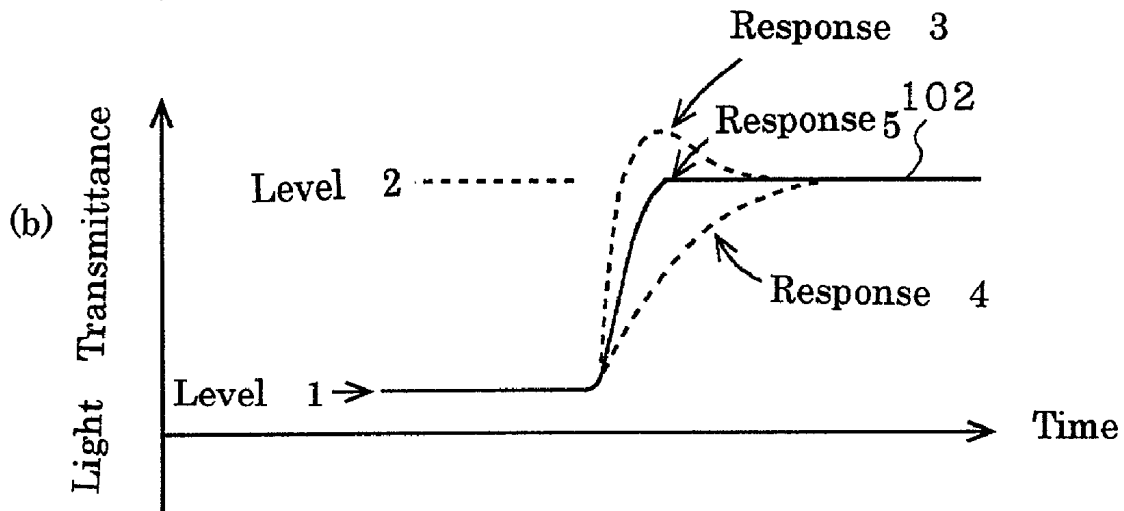 Response 3
Response 5
102
Level 2
(b)
Light Transmittance
Response 4
Level 1
Time